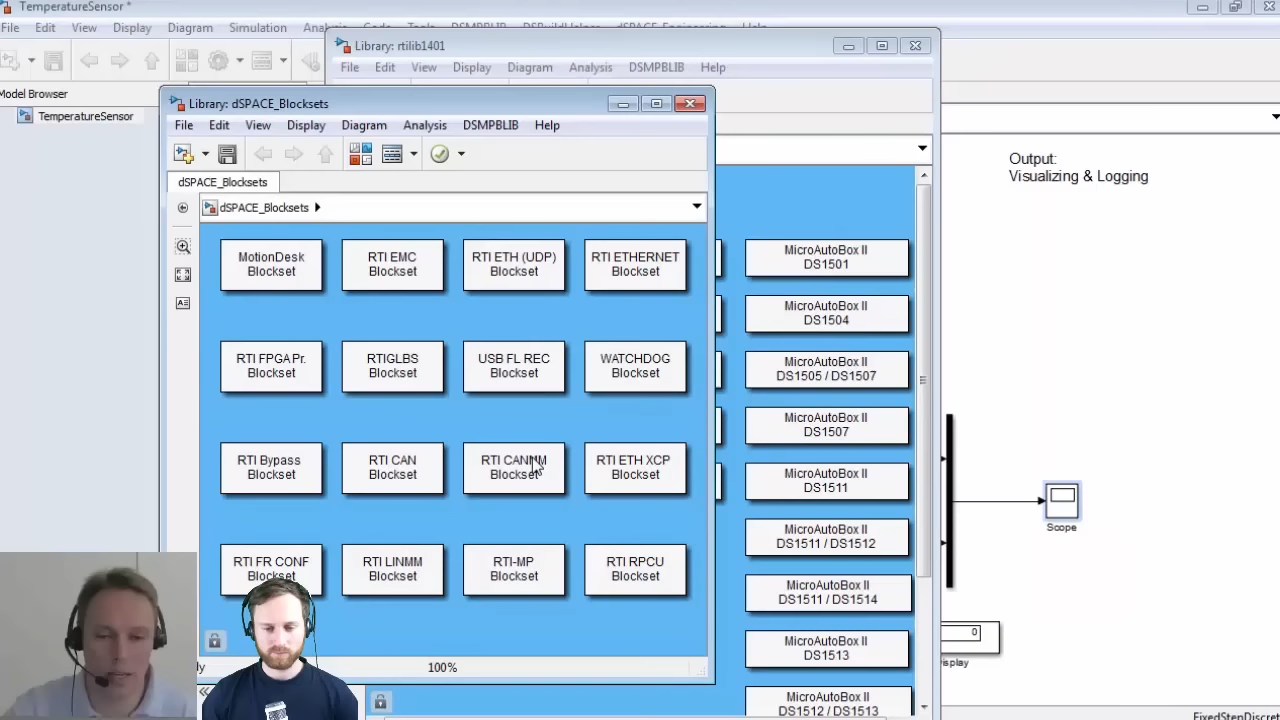 TemperatureSensor *
File Edit View Display Diagram Simulation
Library: rtilib1401
File Edit View Display Diagram Analysis DSMPBLIB Help
Model Browser
TemperatureSensor
Library: dSPACE_Blocksets
File Edit View Display Diagram Analysis DSMPBLIB Help
dSPACE_Blocksets
dSPACE_Blocksets
MotionDesk
Blockset
RTI EMC
Blockset
RTI ETH (UDP)
Blockset
RTI ETHERNET
Blockset
RTI FPGA Pr.
Blockset
RTIGLBS
Blockset
USB FL REC
Blockset
WATCHDOG
Blockset
RTI Bypass
Blockset
RTI CAN
Blockset
RTI CANMM
Blockset
RTI ETH XCP
Blockset
RTI FR CONF
Blockset
RTI LINMM
Blockset
RTI-MP
Blockset
RTI RPCU
Blockset
100%
MicroAutoBox II
DS1501
MicroAutoBox II
DS1504
MicroAutoBox II
DS1505 / DS1507
MicroAutoBox II
DS1507
MicroAutoBox II
DS1511
MicroAutoBox II
DS1511 / DS1512
MicroAutoBox II
DS1511 / DS1514
MicroAutoBox II
DS1513
MicroAutoBox II
DS1512 / DS1513
Output:
Visualizing & Logging
Scope
0
isplay
FixedStepDiscret